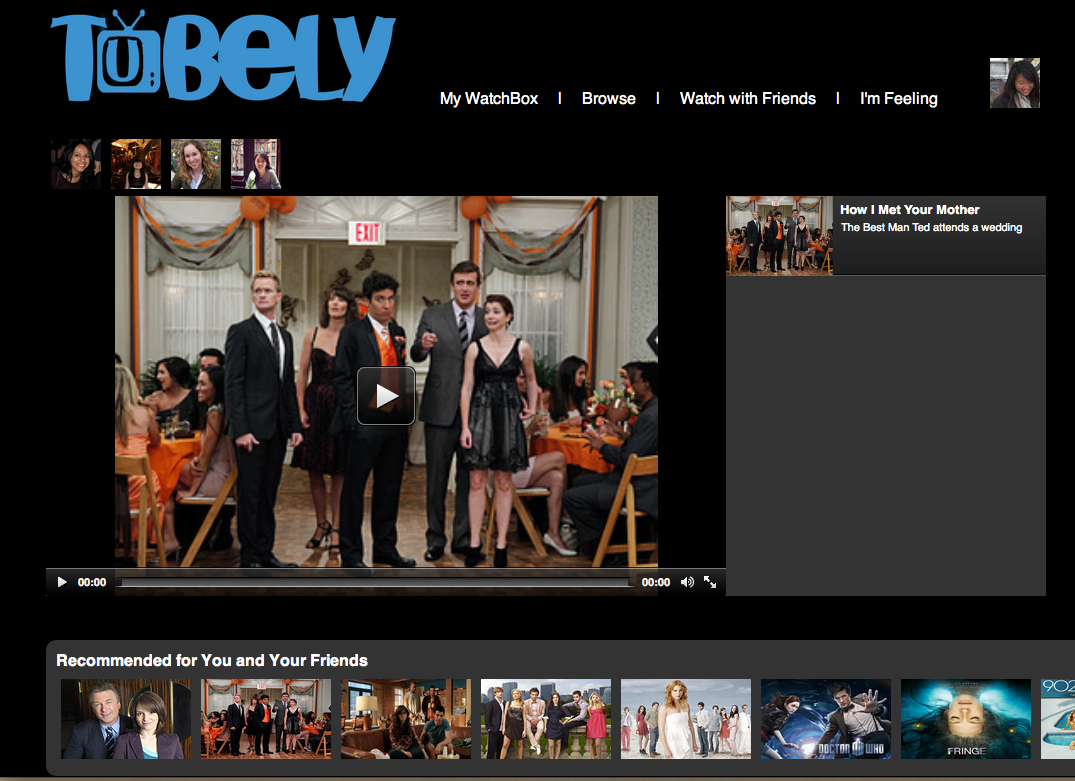 TUBELY
My WatchBox | Browse | Watch with Friends | I'm Feeling
EXIT
How I Met Your Mother
The Best Man Ted attends a wedding
00:00 00:00
Recommended for You and Your Friends
EXIT
DOCTOR WHO
FRINGE
902